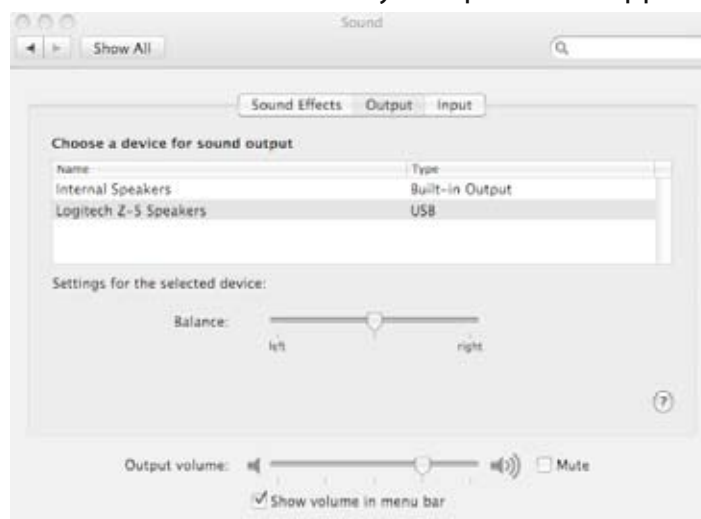 Sound
Show All
Sound Effects Output Input
Choose a device for sound output
Name Type
Internal Speakers Built-in Output
Logitech Z-5 Speakers USB
Settings for the selected device:
Balance:
left right
?
Output volume: Mute
Show volume in menu bar